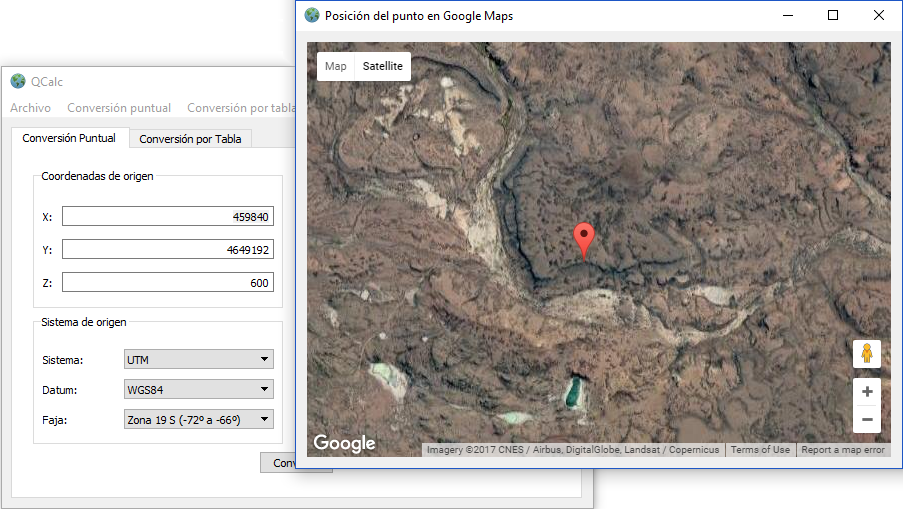 Posición del punto en Google Maps
Map Satellite
Google
Imagery ©2017 CNES / Airbus, DigitalGlobe, Landsat / Copernicus Terms of Use Report a map error
QCalc
Archivo Conversión puntual Conversión por tabla
Conversión Puntual Conversión por Tabla
Coordenadas de origen
X: 459840
Y: 4649192
Z: 600
Sistema de origen
Sistema: UTM
Datum: WGS84
Faja: Zona 19 S (-72º a -66º)